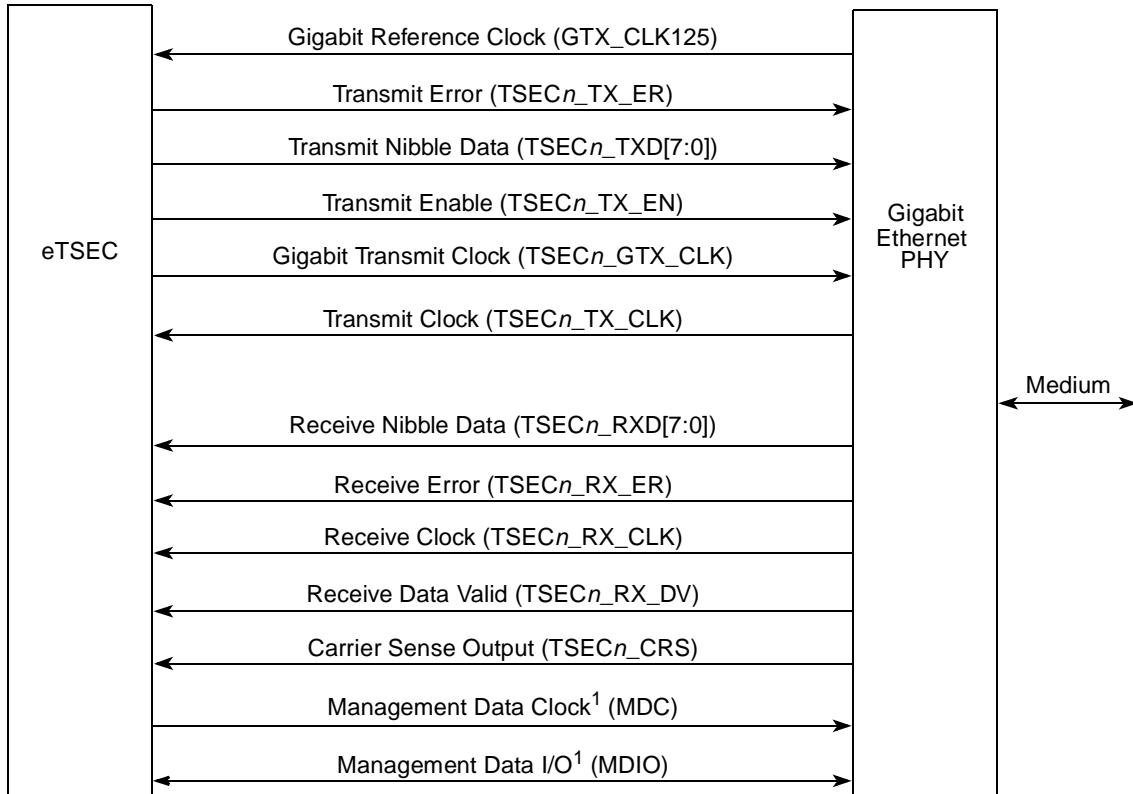 Gigabit Reference Clock (GTX_CLK125)
Transmit Error (TSECn_TX_ER)
Transmit Nibble Data (TSECn_TXD[7:0])
Transmit Enable (TSECn_TX_EN)
eTSEC
Gigabit Transmit Clock (TSECn_GTX_CLK)
Gigabit
Ethernet
PHY
Transmit Clock (TSECn_TX_CLK)
Medium
Receive Nibble Data (TSECn_RXD[7:0])
Receive Error (TSECn_RX_ER)
Receive Clock (TSECn_RX_CLK)
Receive Data Valid (TSECn_RX_DV)
Carrier Sense Output (TSECn_CRS)
Management Data Clock¹ (MDC)
Management Data I/O¹ (MDIO)